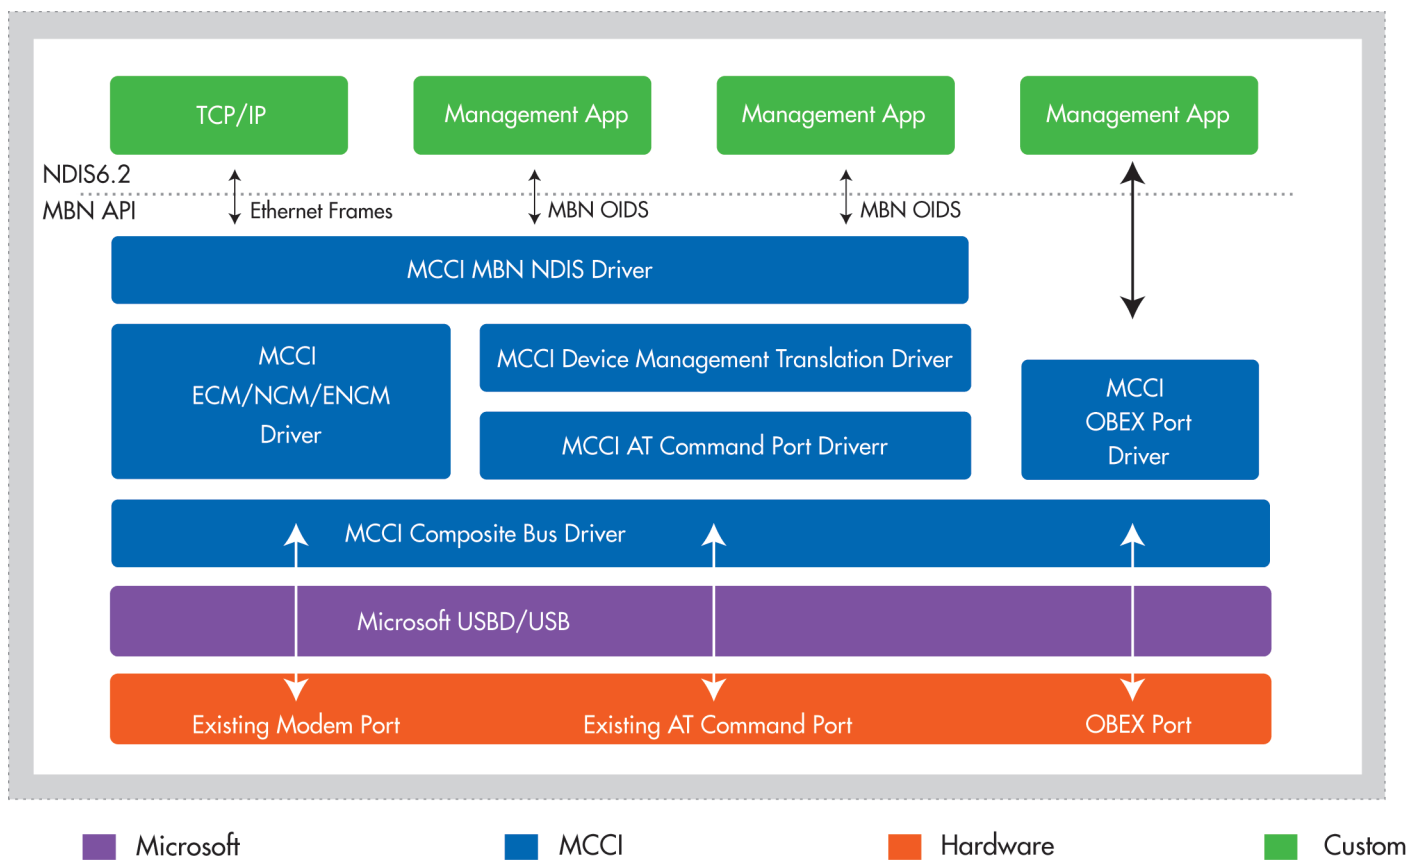 TCP/IP
Management App
Management App
Management App
NDIS6.2
MBN API
Ethernet Frames
MBN OIDS
MBN OIDS
MCCI MBN NDIS Driver
MCCI
ECM/NCM/ENCM
Driver
MCCI Device Management Translation Driver
MCCI AT Command Port Driverr
MCCI
OBEX Port
Driver
MCCI Composite Bus Driver
Microsoft USBD/USB
Existing Modem Port
Existing AT Command Port
OBEX Port
Microsoft
MCCI
Hardware
Custom